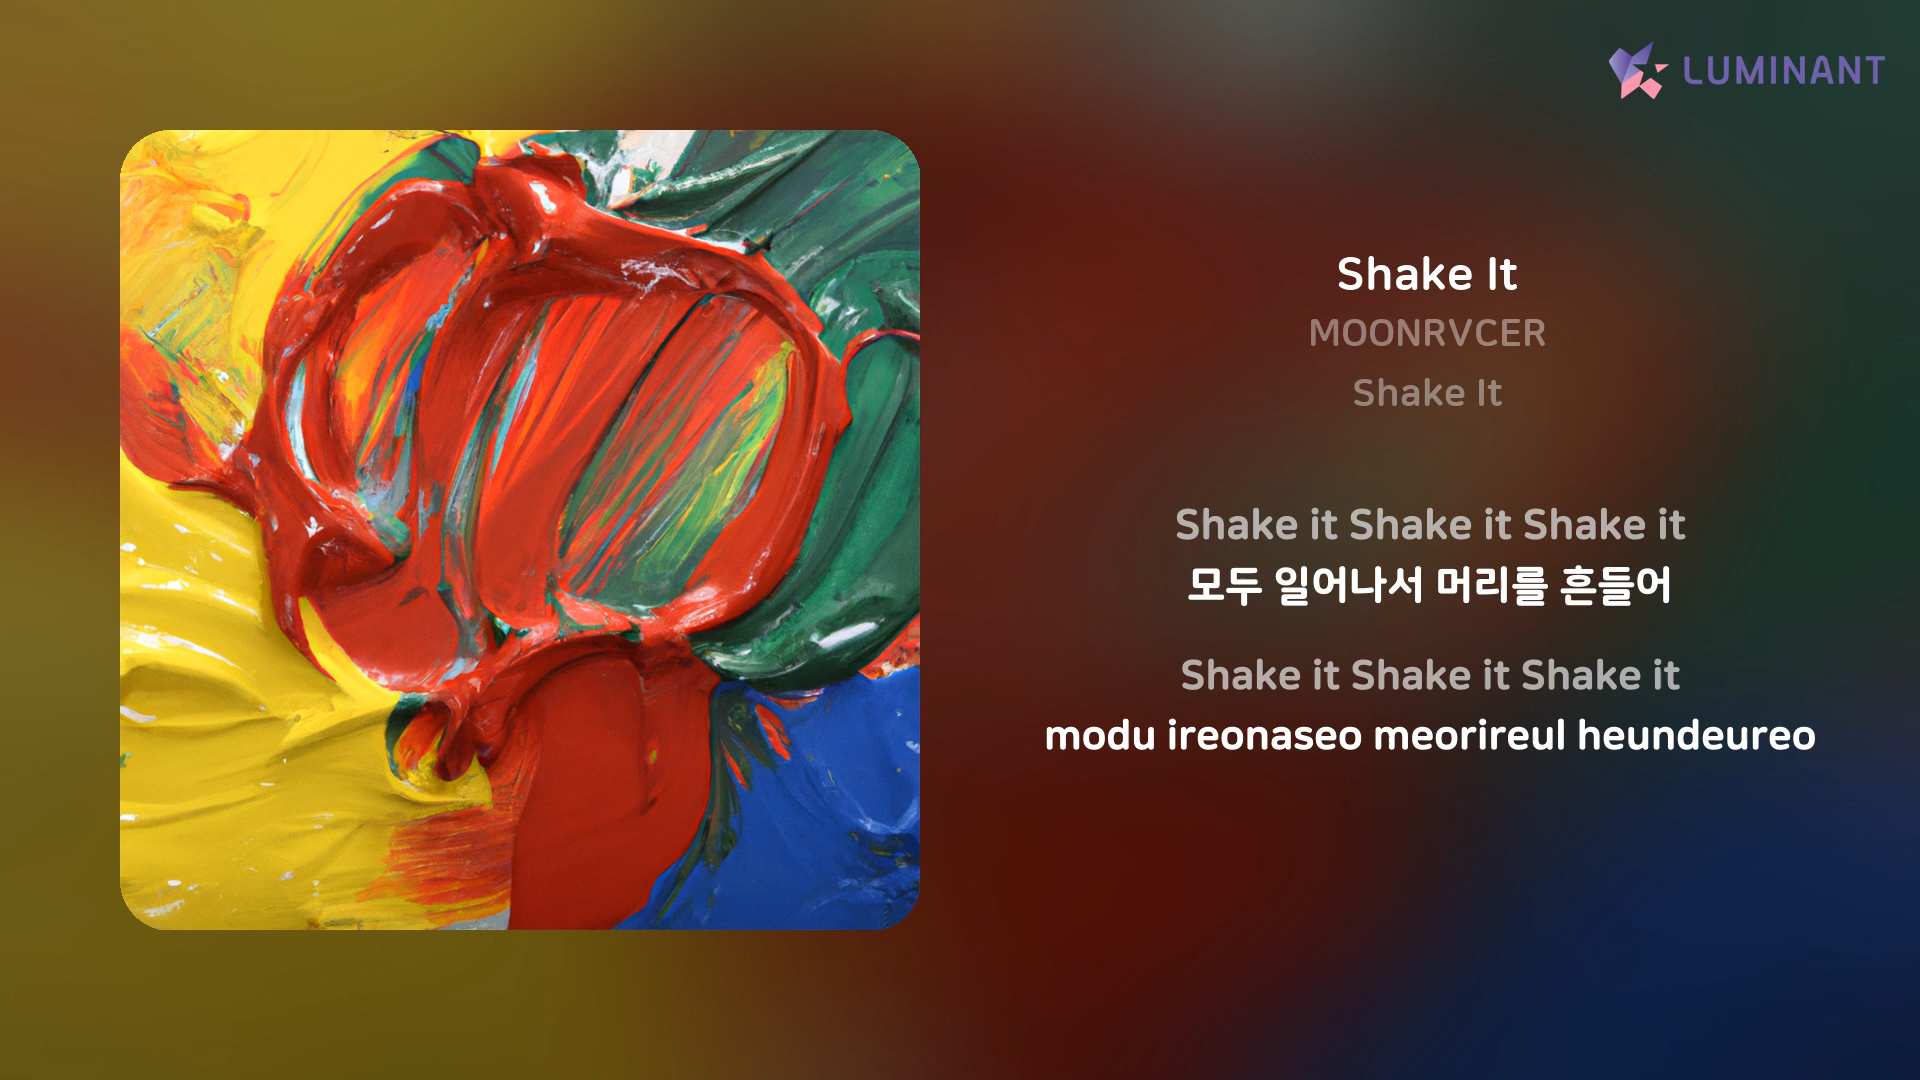 LUMINANT
Shake It
MOONRVCER
Shake It
Shake it Shake it Shake it
모두 일어나서 머리를 흔들어
Shake it Shake it Shake it
modu ireonaseo meorireul heundeureo